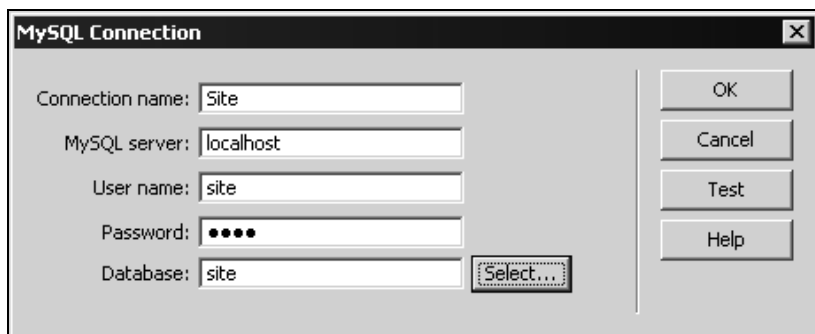 MySQL Connection
Connection name: Site
MySQL server: localhost
User name: site
Password: ●●●●
Database: site
Select...
OK
Cancel
Test
Help